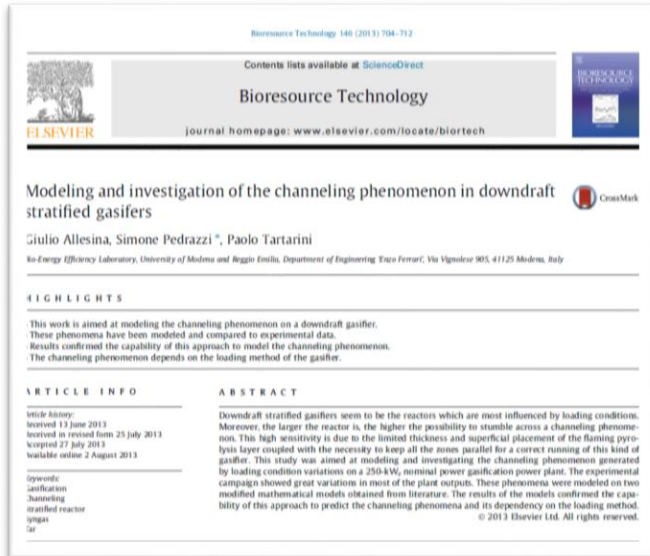 Bioresource Technology 146 (2013) 704–712
Contents lists available at ScienceDirect
Bioresource Technology
journal homepage: www.elsevier.com/locate/biortech
ELSEVIER
BIORESOURCE
TECHNOLOGY
Modeling and investigation of the channeling phenomenon in downdraft
stratified gasifers
CrossMark
Giulio Allesina, Simone Pedrazzi *, Paolo Tartarini
Bio-Energy Efficiency Laboratory, University of Modena and Reggio Emilia, Department of Engineering 'Enzo Ferrari', Via Vignolese 905, 41125 Modena, Italy
HIGHLIGHTS
This work is aimed at modeling the channeling phenomenon on a downdraft gasifier.
These phenomena have been modeled and compared to experimental data.
Results confirmed the capability of this approach to model the channeling phenomenon.
The channeling phenomenon depends on the loading method of the gasifier.
ARTICLE INFO
Article history:
Received 13 June 2013
Received in revised form 25 July 2013
Accepted 27 July 2013
Available online 2 August 2013
Keywords:
Gasification
Channeling
Stratified reactor
Syngas
Tar
ABSTRACT
Downdraft stratified gasifiers seem to be the reactors which are most influenced by loading conditions.
Moreover, the larger the reactor is, the higher the possibility to stumble across a channeling phenome-
non. This high sensitivity is due to the limited thickness and superficial placement of the flaming pyro-
lysis layer coupled with the necessity to keep all the zones parallel for a correct running of this kind of
gasifier. This study was aimed at modeling and investigating the channeling phenomenon generated
by loading condition variations on a 250-kWe nominal power gasification power plant. The experimental
campaign showed great variations in most of the plant outputs. These phenomena were modeled on two
modified mathematical models obtained from literature. The results of the models confirmed the capa-
bility of this approach to predict the channeling phenomenon and its dependency on the loading method.
© 2013 Elsevier Ltd. All rights reserved.